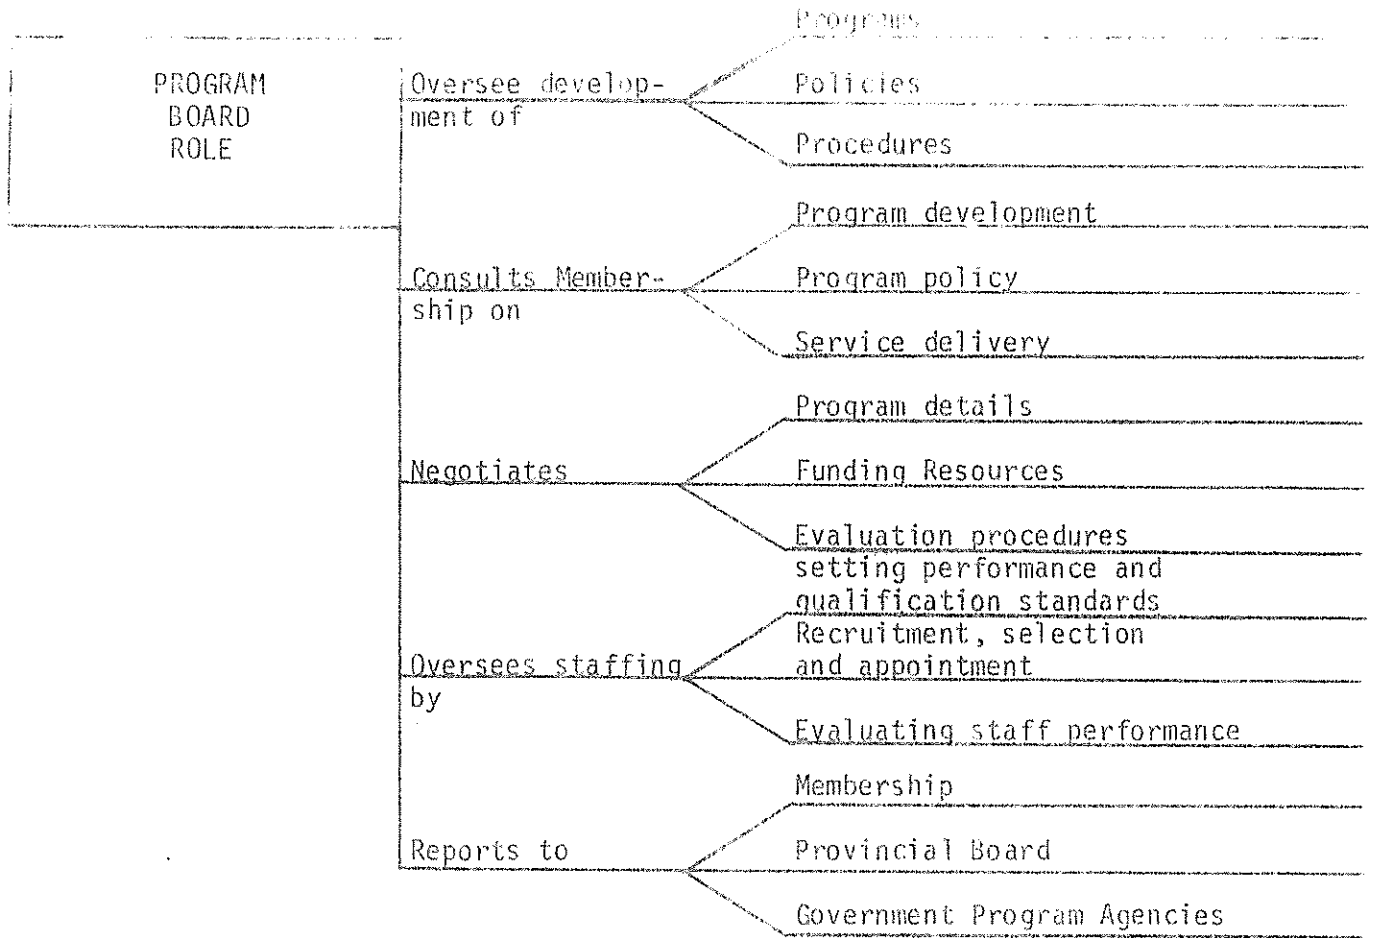 PROGRAM
BOARD
ROLE
Oversee develop-
ment of
Programs
Policies
Procedures
Consults Member-
ship on
Program development
Program policy
Service delivery
Negotiates
Program details
Funding Resources
Evaluation procedures
Oversees staffing
by
setting performance and
qualification standards
Recruitment, selection
and appointment
Evaluating staff performance
Reports to
Membership
Provincial Board
Government Program Agencies